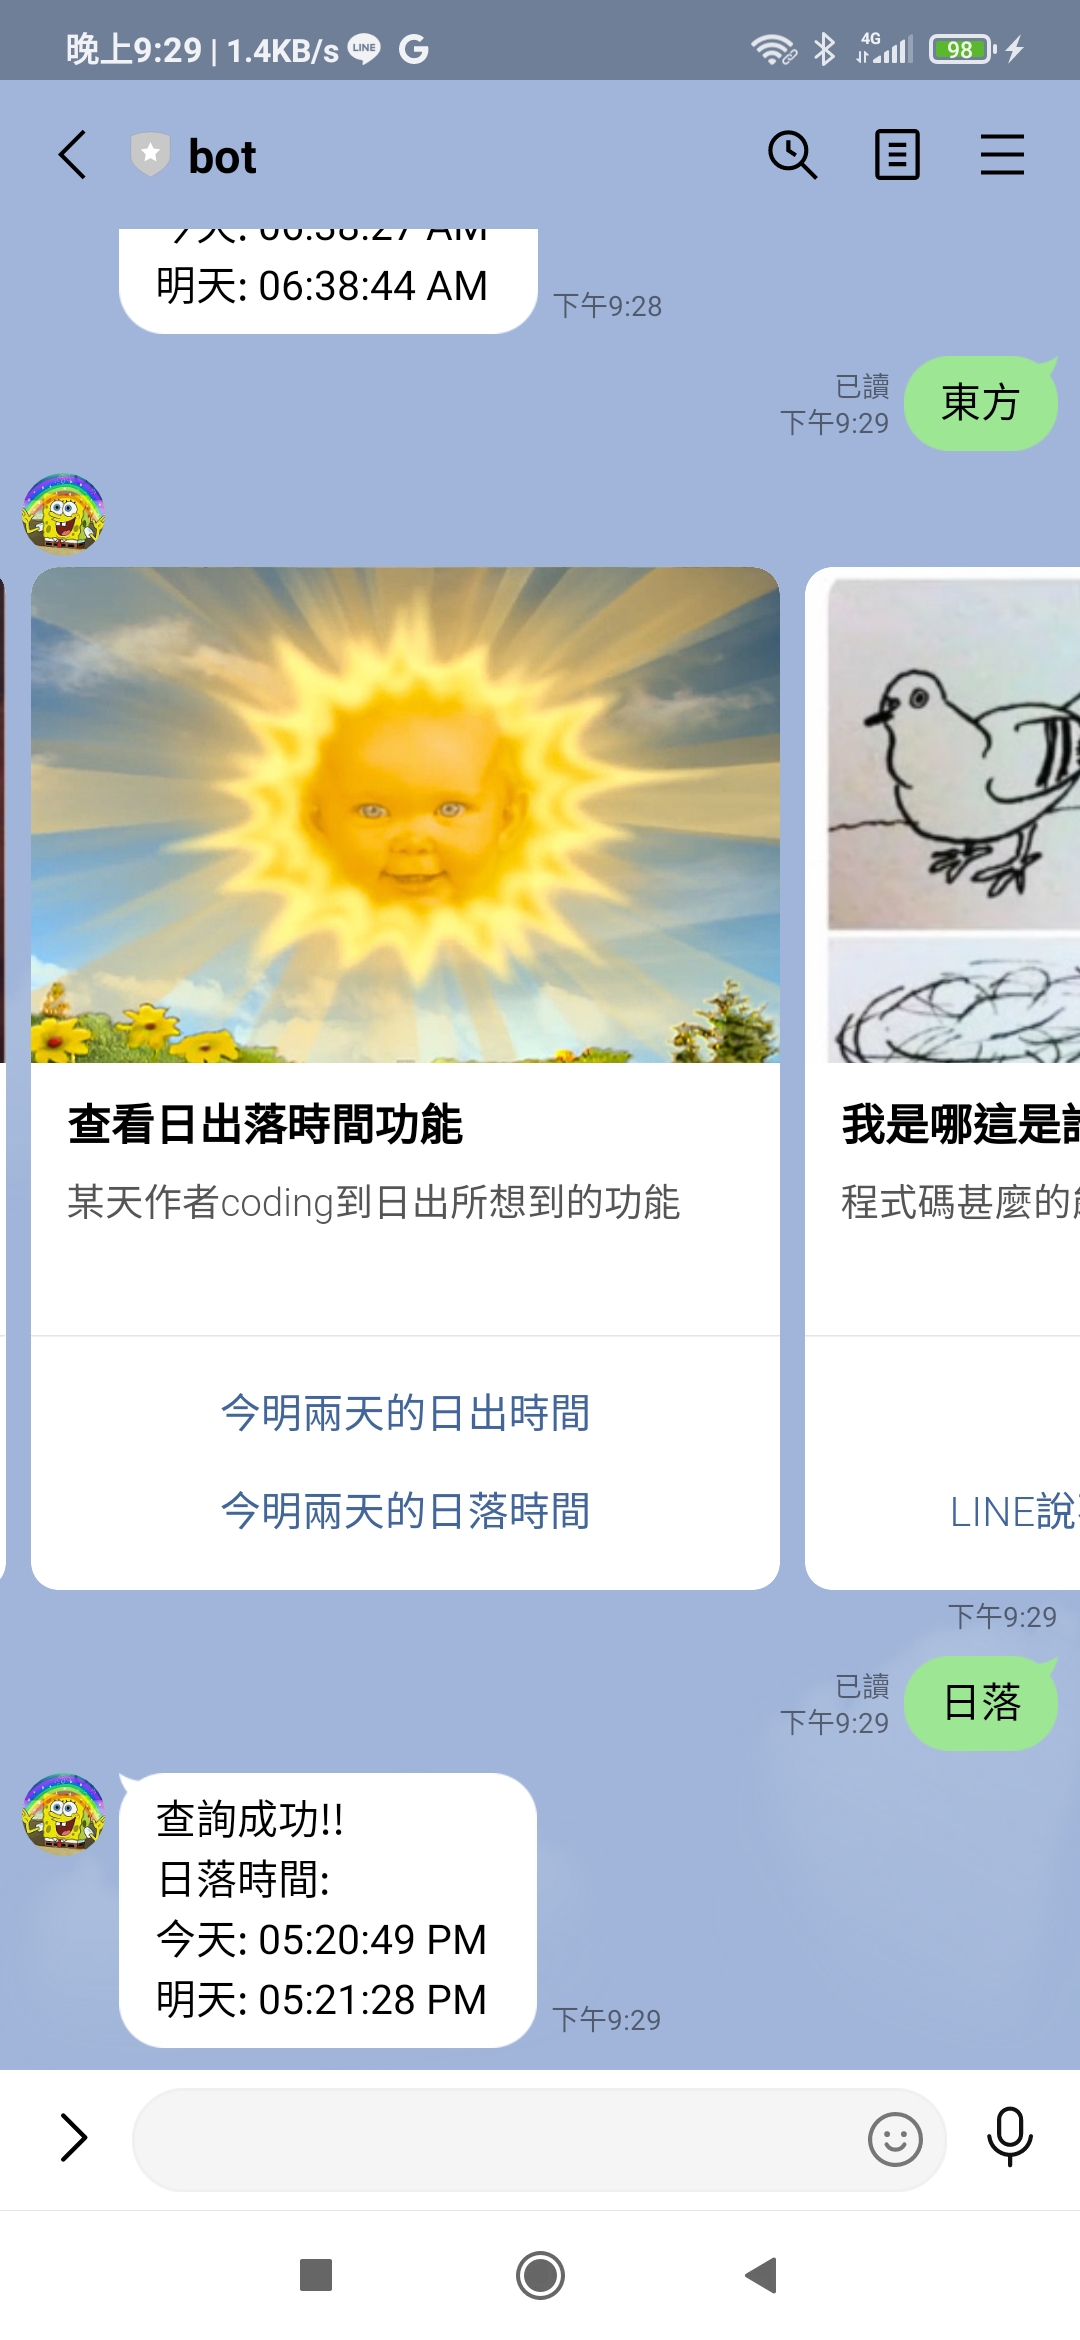 晚上9:29 | 1.4KB/s LINE G
4G 98
bot
今天: 06:38:27 AM
明天: 06:38:44 AM
下午9:28
已讀
下午9:29
東方
查看日出落時間功能
某天作者coding到日出所想到的功能
今明兩天的日出時間
今明兩天的日落時間
我是哪這是
程式碼甚麼的
LINE說
下午9:29
已讀
下午9:29
日落
查詢成功!!
日落時間:
今天: 05:20:49 PM
明天: 05:21:28 PM
下午9:29